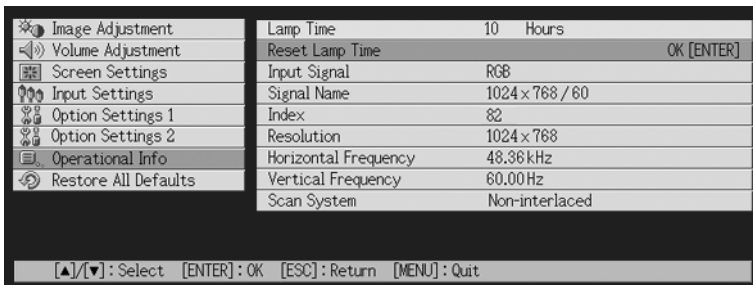 Image Adjustment
Volume Adjustment
Screen Settings
Input Settings
Option Settings 1
Option Settings 2
Operational Info
Restore All Defaults
Lamp Time 10 Hours
Reset Lamp Time OK [ENTER]
Input Signal RGB
Signal Name 1024×768/60
Index 82
Resolution 1024×768
Horizontal Frequency 48.36kHz
Vertical Frequency 60.00Hz
Scan System Non-interlaced
[▲]/[▼]:Select [ENTER]:OK [ESC]:Return [MENU]:Quit